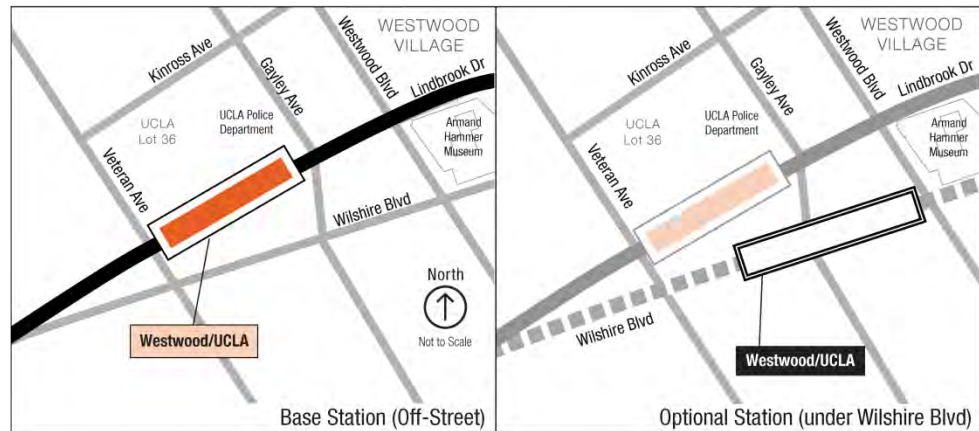 WESTWOOD
VILLAGE
Kinross Ave
Gayley Ave
Westwood Blvd
Lindbrook Dr
UCLA
Lot 36
UCLA Police
Department
Armand
Hammer
Museum
Veteran Ave
Wilshire Blvd
North
Not to Scale
Westwood/UCLA
Base Station (Off-Street)
WESTWOOD
VILLAGE
Kinross Ave
Gayley Ave
Westwood Blvd
Lindbrook Dr
UCLA
Lot 36
UCLA Police
Department
Armand
Hammer
Museum
Veteran Ave
Wilshire Blvd
Westwood/UCLA
Optional Station (under Wilshire Blvd)